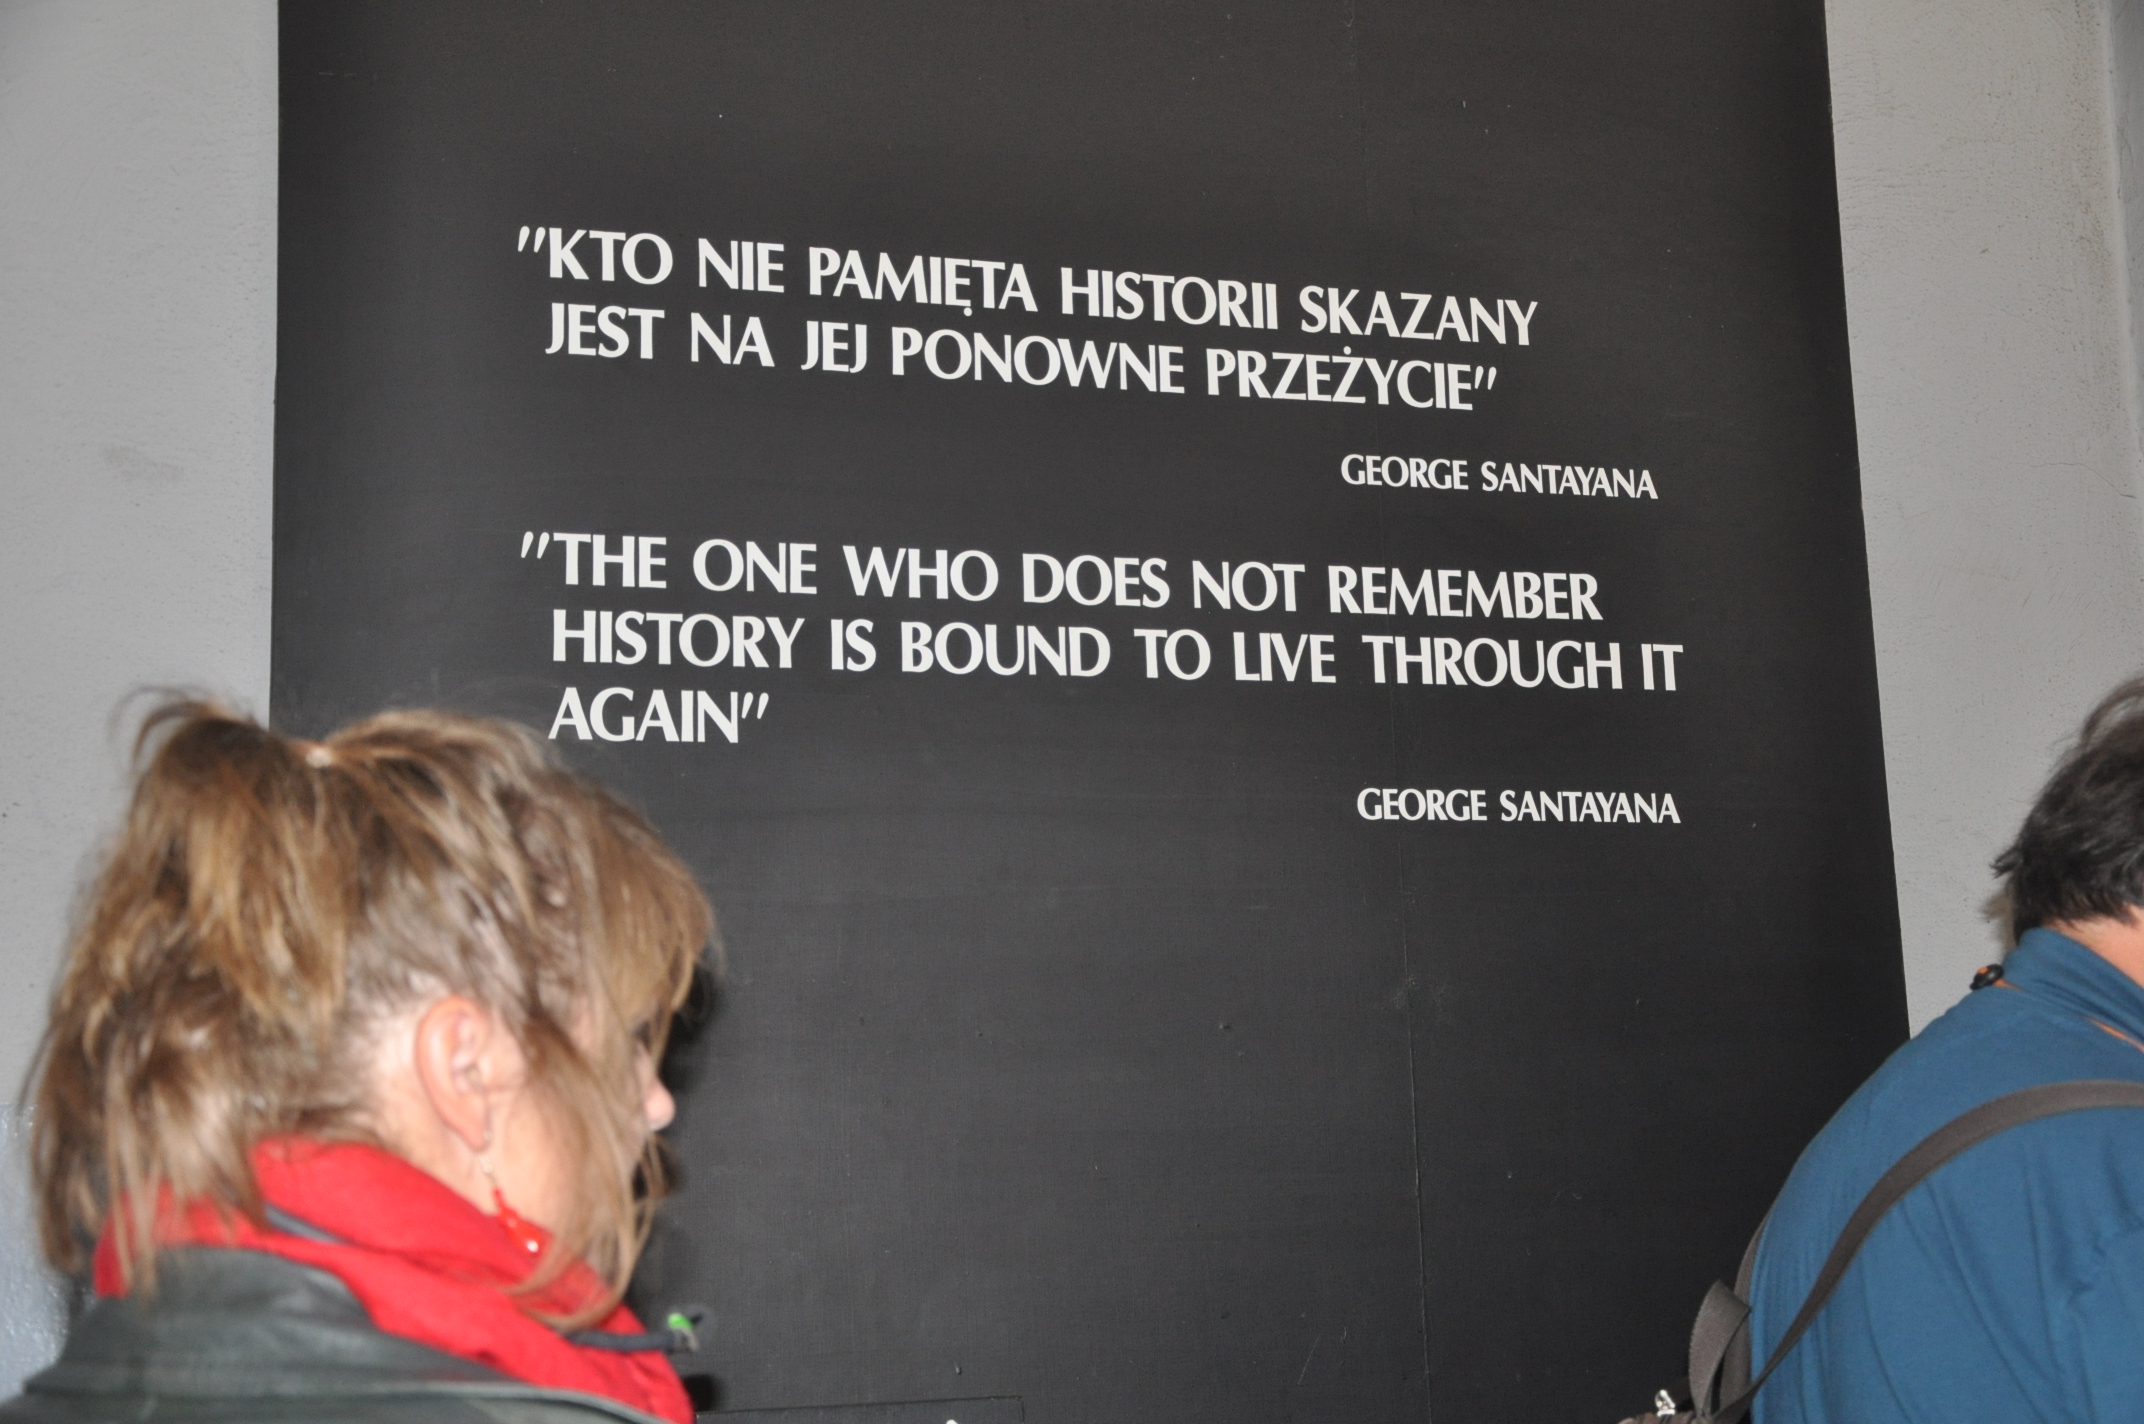 "KTO NIE PAMIĘTA HISTORII SKAZANY
JEST NA JEJ PONOWNE PRZEŻYCIE"
GEORGE SANTAYANA
"THE ONE WHO DOES NOT REMEMBER
HISTORY IS BOUND TO LIVE THROUGH IT
AGAIN"
GEORGE SANTAYANA